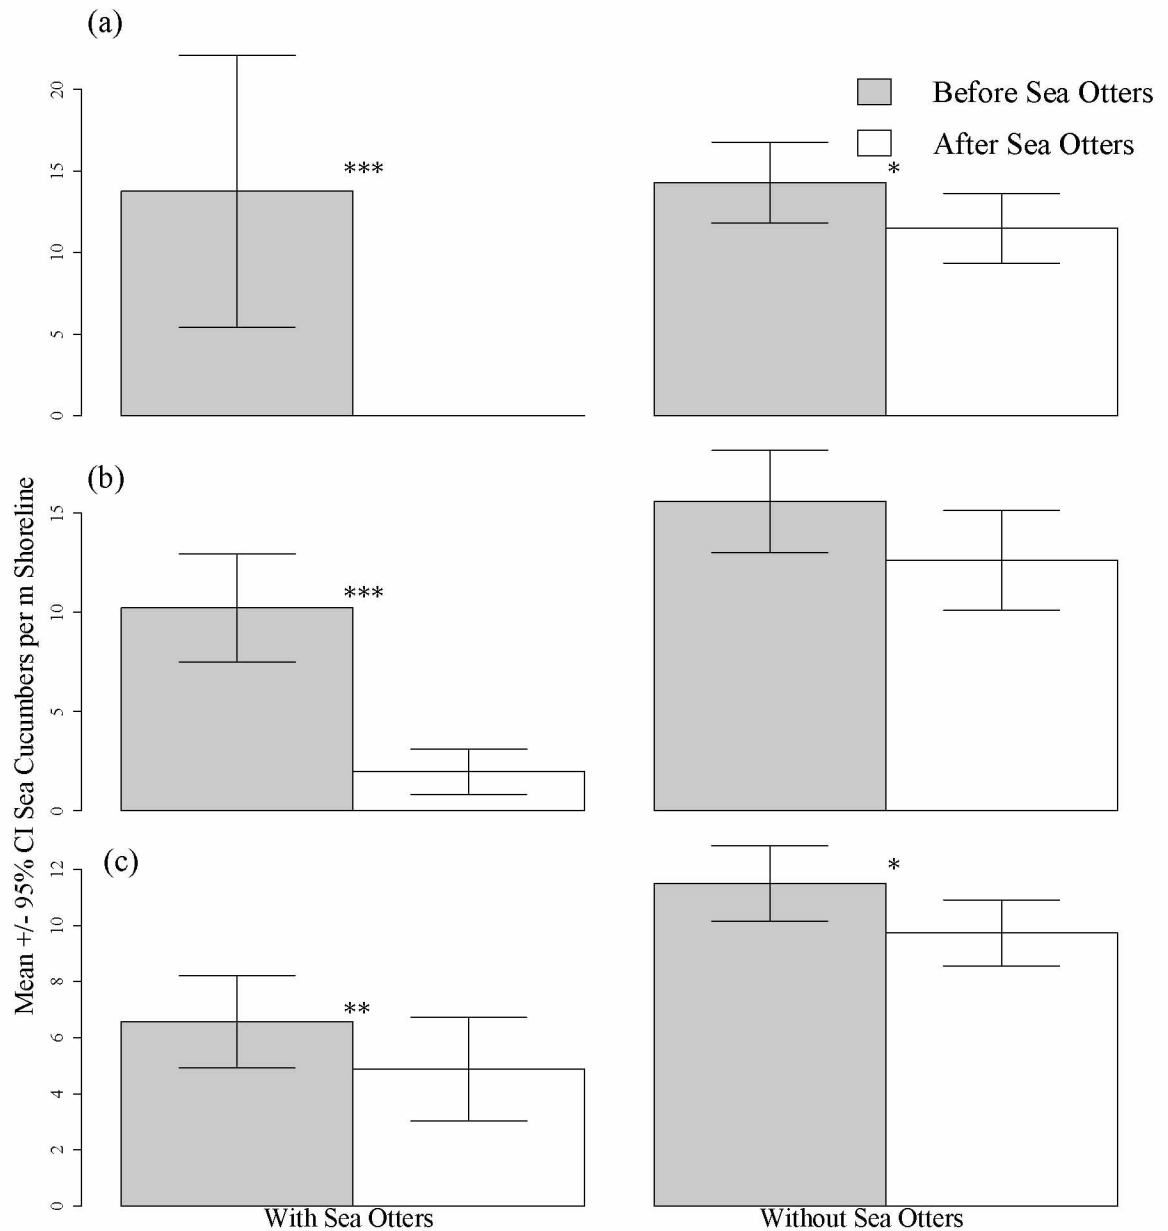 (a)
20
15
10
5
0
***
*
Before Sea Otters
After Sea Otters
Mean +/- 95% CI Sea Cucumbers per m Shoreline
(b)
15
10
5
0
***
(c)
12
10
8
6
4
2
0
**
*
With Sea Otters
Without Sea Otters